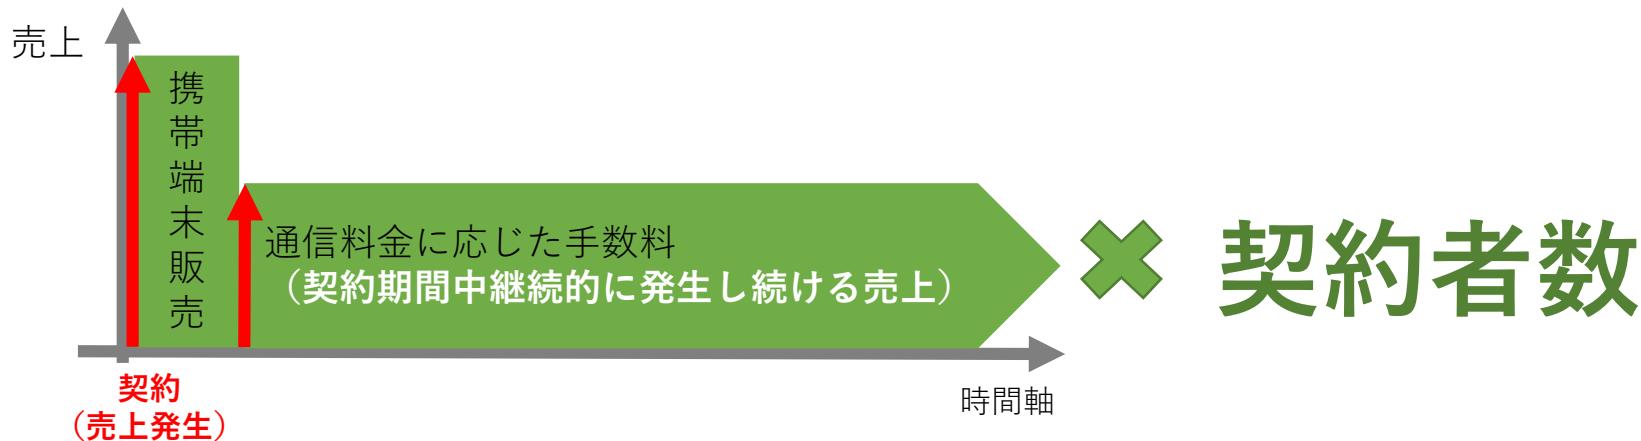 売上
携帯端末販売
通信料金に応じた手数料
（契約期間中継続的に発生し続ける売上）
契約者数
契約
（売上発生）
時間軸